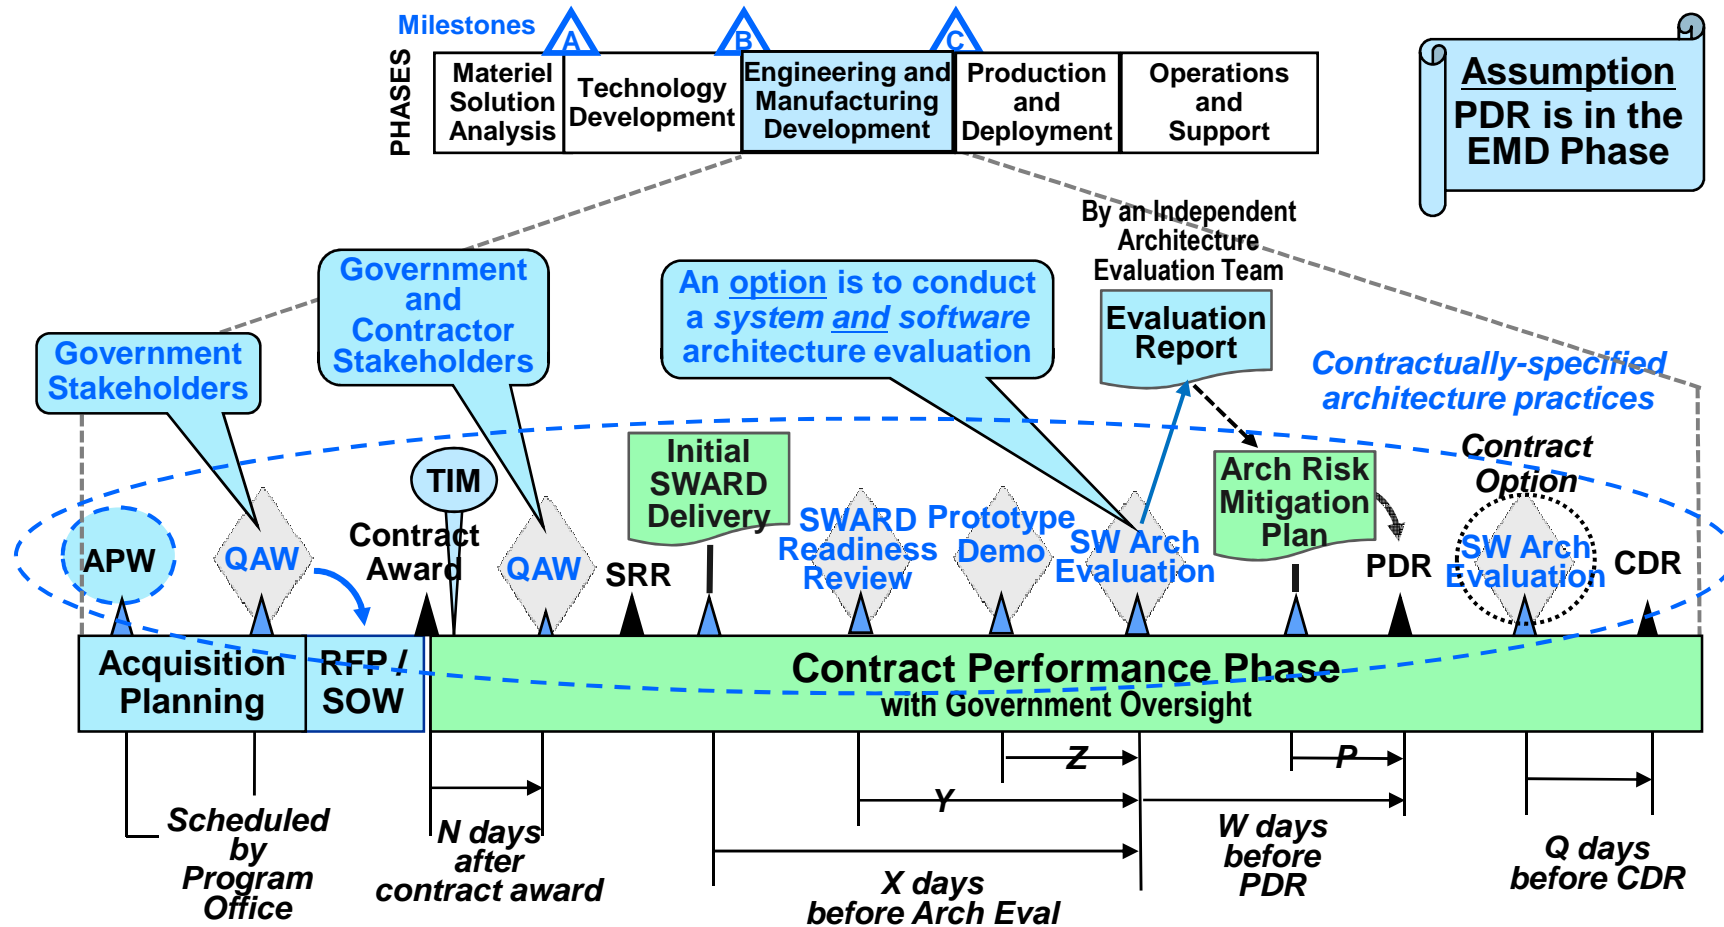 Milestones
A
B
C
PHASES
Materiel
Solution
Analysis
Technology
Development
Engineering and
Manufacturing
Development
Production
and
Deployment
Operations
and
Support
Assumption
PDR is in the
EMD Phase
By an Independent
Architecture
Evaluation Team
Government
Stakeholders
Government
and
Contractor
Stakeholders
An option is to conduct
a system and software
architecture evaluation
Evaluation
Report
Contractually-specified
architecture practices
APW
QAW
Contract
Award
TIM
QAW
SRR
Initial
SWARD
Delivery
SWARD
Readiness
Review
Prototype
Demo
SW Arch
Evaluation
Arch Risk
Mitigation
Plan
PDR
Contract
Option
SW Arch
Evaluation
CDR
Acquisition
Planning
RFP /
SOW
Contract Performance Phase
with Government Oversight
Z
P
Y
Scheduled
by
Program
Office
N days
after
contract award
X days
before Arch Eval
W days
before
PDR
Q days
before CDR